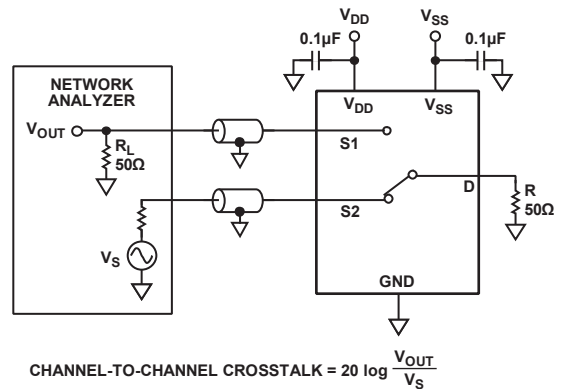 V_DD
V_SS
0.1µF
0.1µF
NETWORK
ANALYZER
V_DD
V_SS
V_OUT
R_L
50Ω
S1
D
R
50Ω
S2
V_S
GND
CHANNEL-TO-CHANNEL CROSSTALK = 20 log V_OUT / V_S